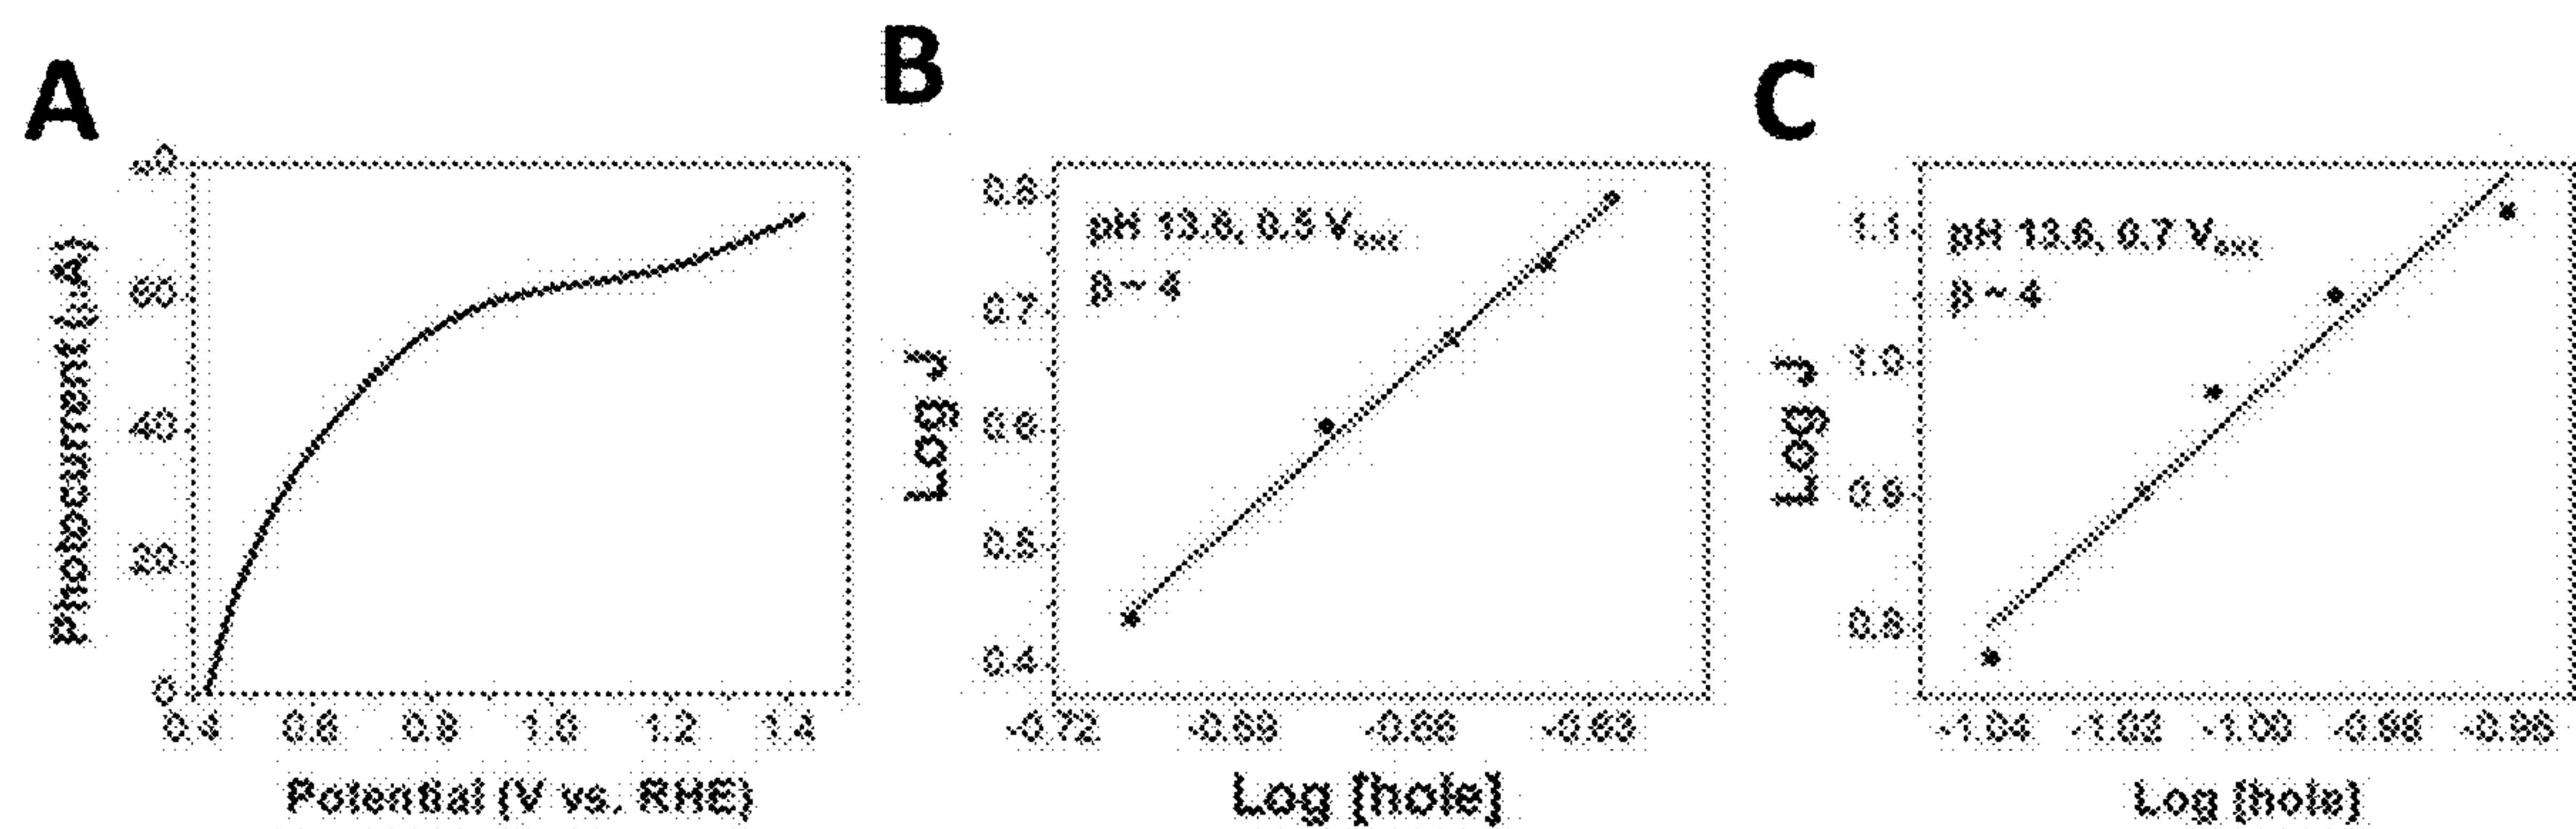 A
B
C
60
40
20
0
0.4 0.6 0.8 1.0 1.2 1.4
Photocurrent (µA)
Potential (V vs. RHE)
0.8
0.7
0.6
0.5
0.4
-0.72 -0.69 -0.66 -0.63
pH 13.6, 0.5 V
β ~ 4
Log J
Log [hole]
1.1
1.0
0.9
0.8
-1.04 -1.02 -1.00 -0.98 -0.96
pH 13.6, 0.7 V
β ~ 4
Log J
Log [hole]